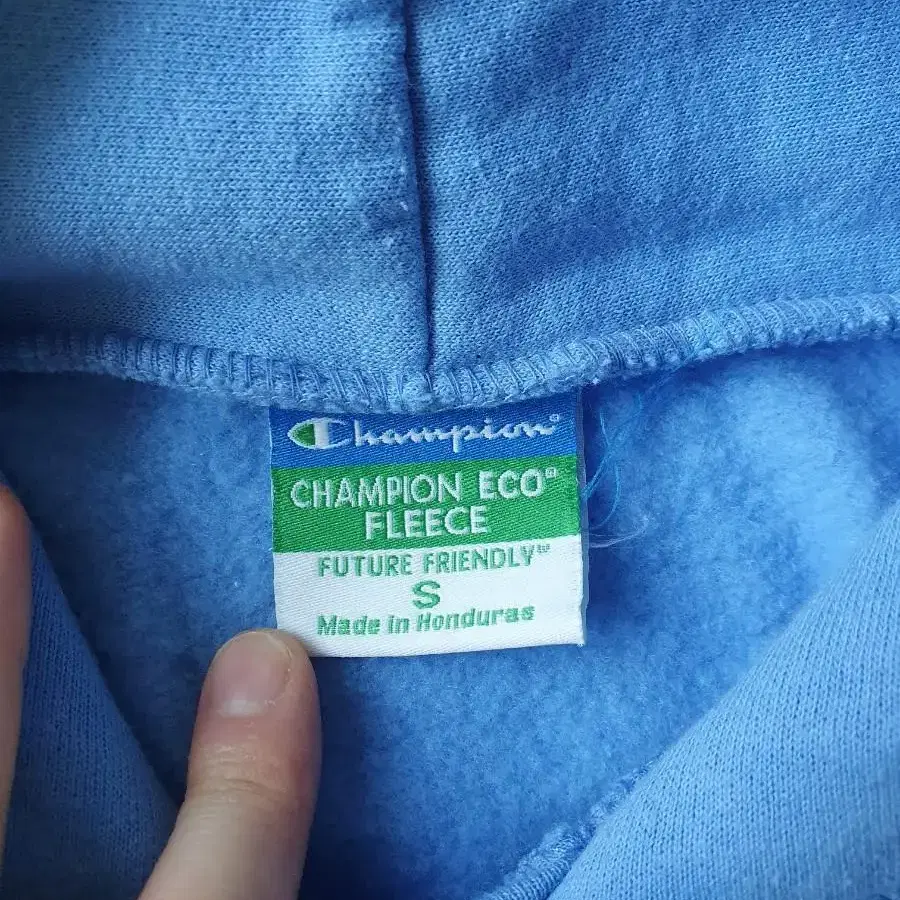 Champion®
CHAMPION ECO®
FLEECE
FUTURE FRIENDLY™
S
Made in Honduras